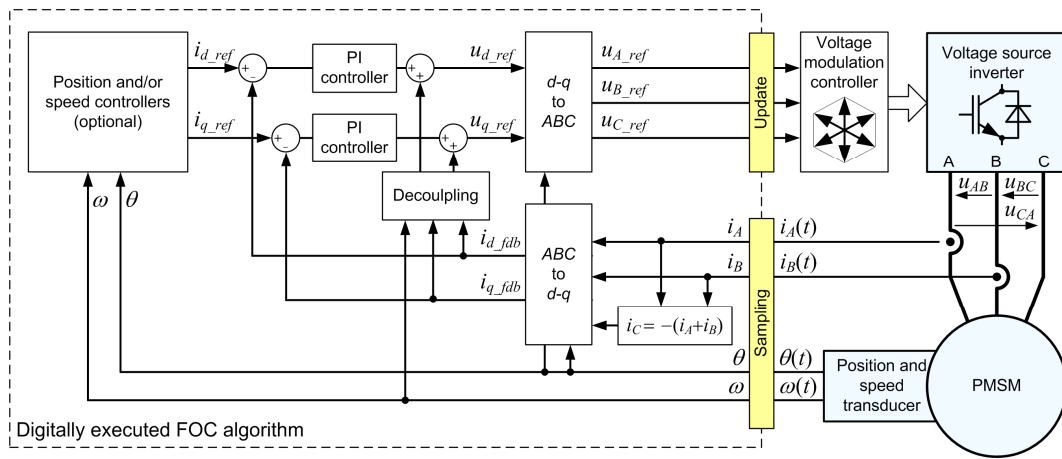 Position and/or
speed controllers
(optional)
ω
θ
i_d_ref
i_q_ref
+
-
+
-
PI
controller
PI
controller
+
+
+
+
u_d_ref
u_q_ref
Decoulpling
i_d_fdb
i_q_fdb
d-q
to
ABC
ABC
to
d-q
u_A_ref
u_B_ref
u_C_ref
Update
Voltage
modulation
controller
Voltage source
inverter
A B C
u_AB
u_BC
u_CA
i_A
i_A(t)
i_B
i_B(t)
i_C = −(i_A+i_B)
Sampling
θ
θ(t)
ω
ω(t)
Position and
speed
transducer
PMSM
Digitally executed FOC algorithm